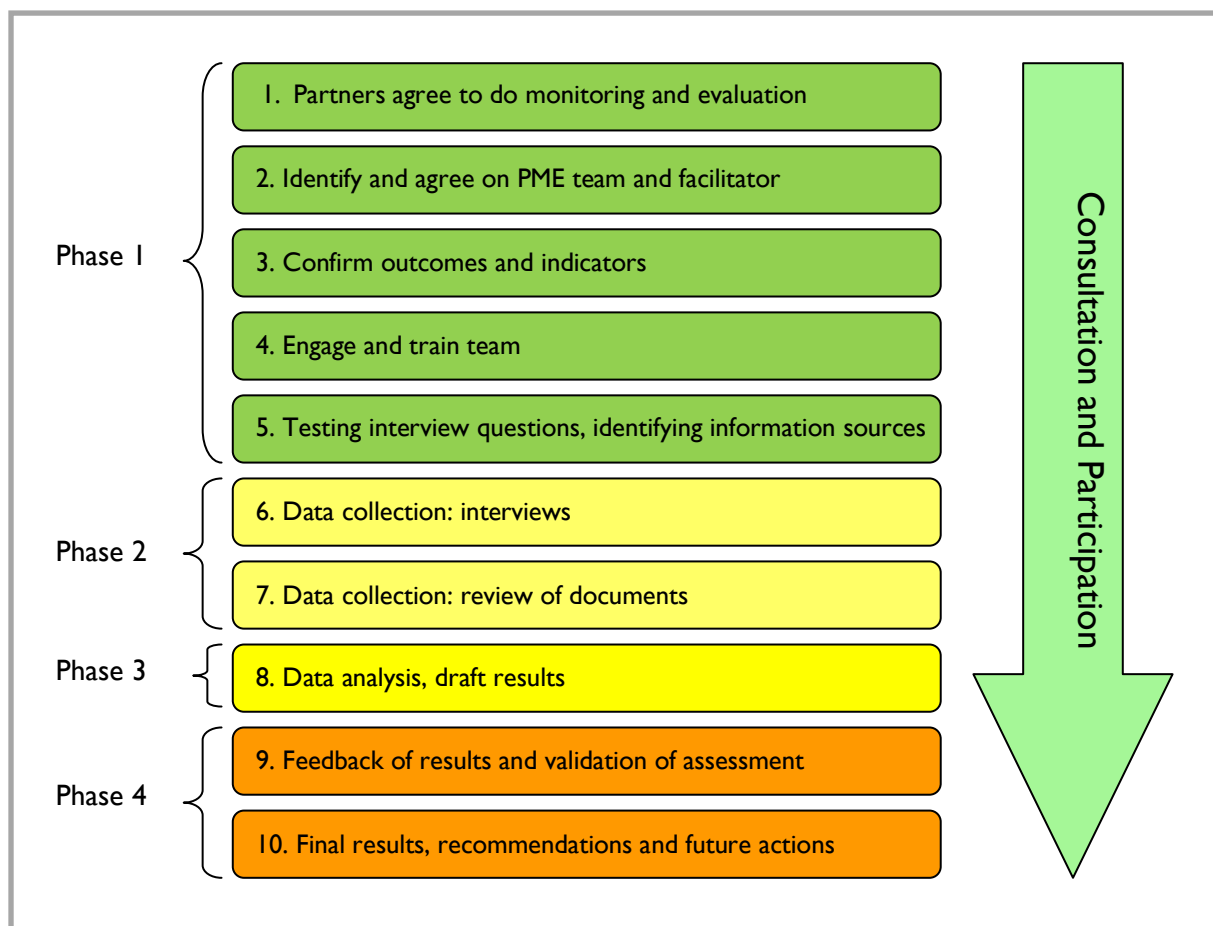 1. Partners agree to do monitoring and evaluation
2. Identify and agree on PME team and facilitator
Phase 1
3. Confirm outcomes and indicators
4. Engage and train team
5. Testing interview questions, identifying information sources
6. Data collection: interviews
Phase 2
7. Data collection: review of documents
Phase 3
8. Data analysis, draft results
9. Feedback of results and validation of assessment
Phase 4
10. Final results, recommendations and future actions
Consultation and Participation